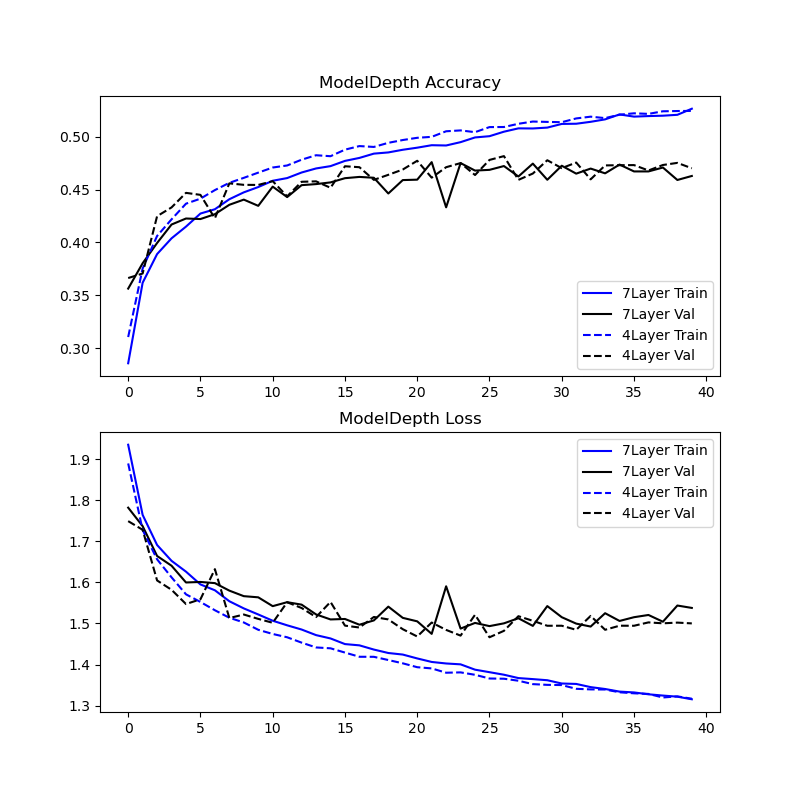 ModelDepth Accuracy
0.50
0.45
0.40
0.35
0.30
7Layer Train
7Layer Val
4Layer Train
4Layer Val
0 5 10 15 20 25 30 35 40
ModelDepth Loss
1.9
1.8
1.7
1.6
1.5
1.4
1.3
7Layer Train
7Layer Val
4Layer Train
4Layer Val
0 5 10 15 20 25 30 35 40